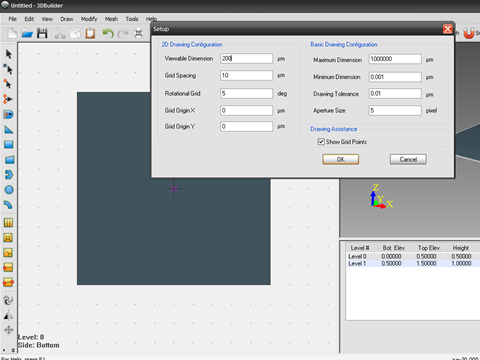 Untitled - 3DBuilder
File Edit View Draw Modify Mesh Tools Help
Setup
2D Drawing Configuration
Viewable Dimension 200 µm
Grid Spacing 10 µm
Rotational Grid 5 deg
Grid Origin X 0 µm
Grid Origin Y 0 µm
Basic Drawing Configuration
Maximum Dimension 1000000 µm
Minimum Dimension 0.001 µm
Drawing Tolerance 0.01 µm
Aperture Size 5 pixel
Drawing Assistance
Show Grid Points
OK Cancel
Snap
Z
Y
X
Level # Bot. Elev. Top Elev. Height
Level 0 0.00000 0.50000 0.50000
Level 1 0.50000 1.50000 1.00000
Level: 0
Side: Bottom
For Help, press F1